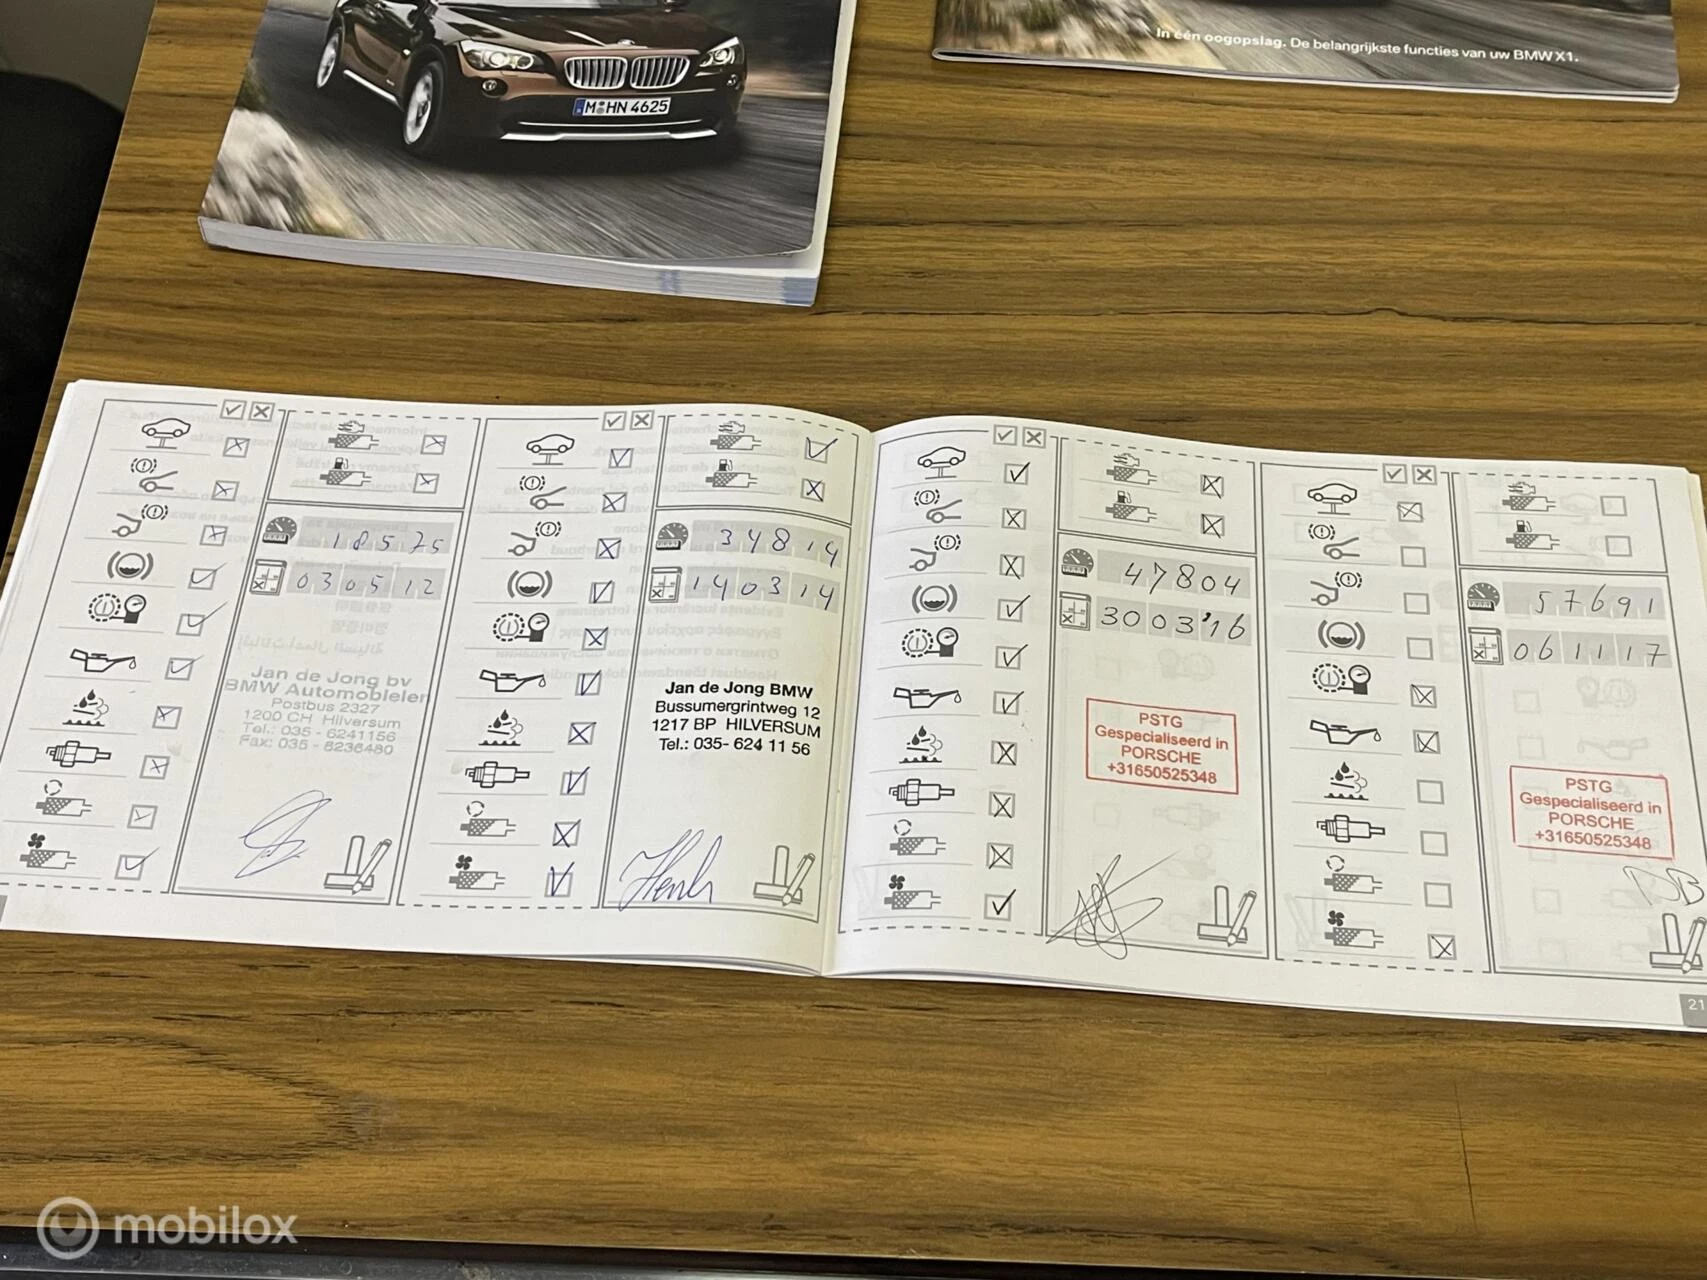 M HN 4625
In één oogopslag. De belangrijkste functies van uw BMW X1.
18575
030512
Jan de Jong bv
BMW Automobielen
Postbus 2327
1200 CH Hilversum
Tel.: 035 - 6241156
Fax: 035 - 6236480
34814
140314
Jan de Jong BMW
Bussumergrintweg 12
1217 BP HILVERSUM
Tel.: 035- 624 11 56
47804
3003'16
PSTG
Gespecialiseerd in
PORSCHE
+31650525348
57691
061117
PSTG
Gespecialiseerd in
PORSCHE
+31650525348
21
mobilox